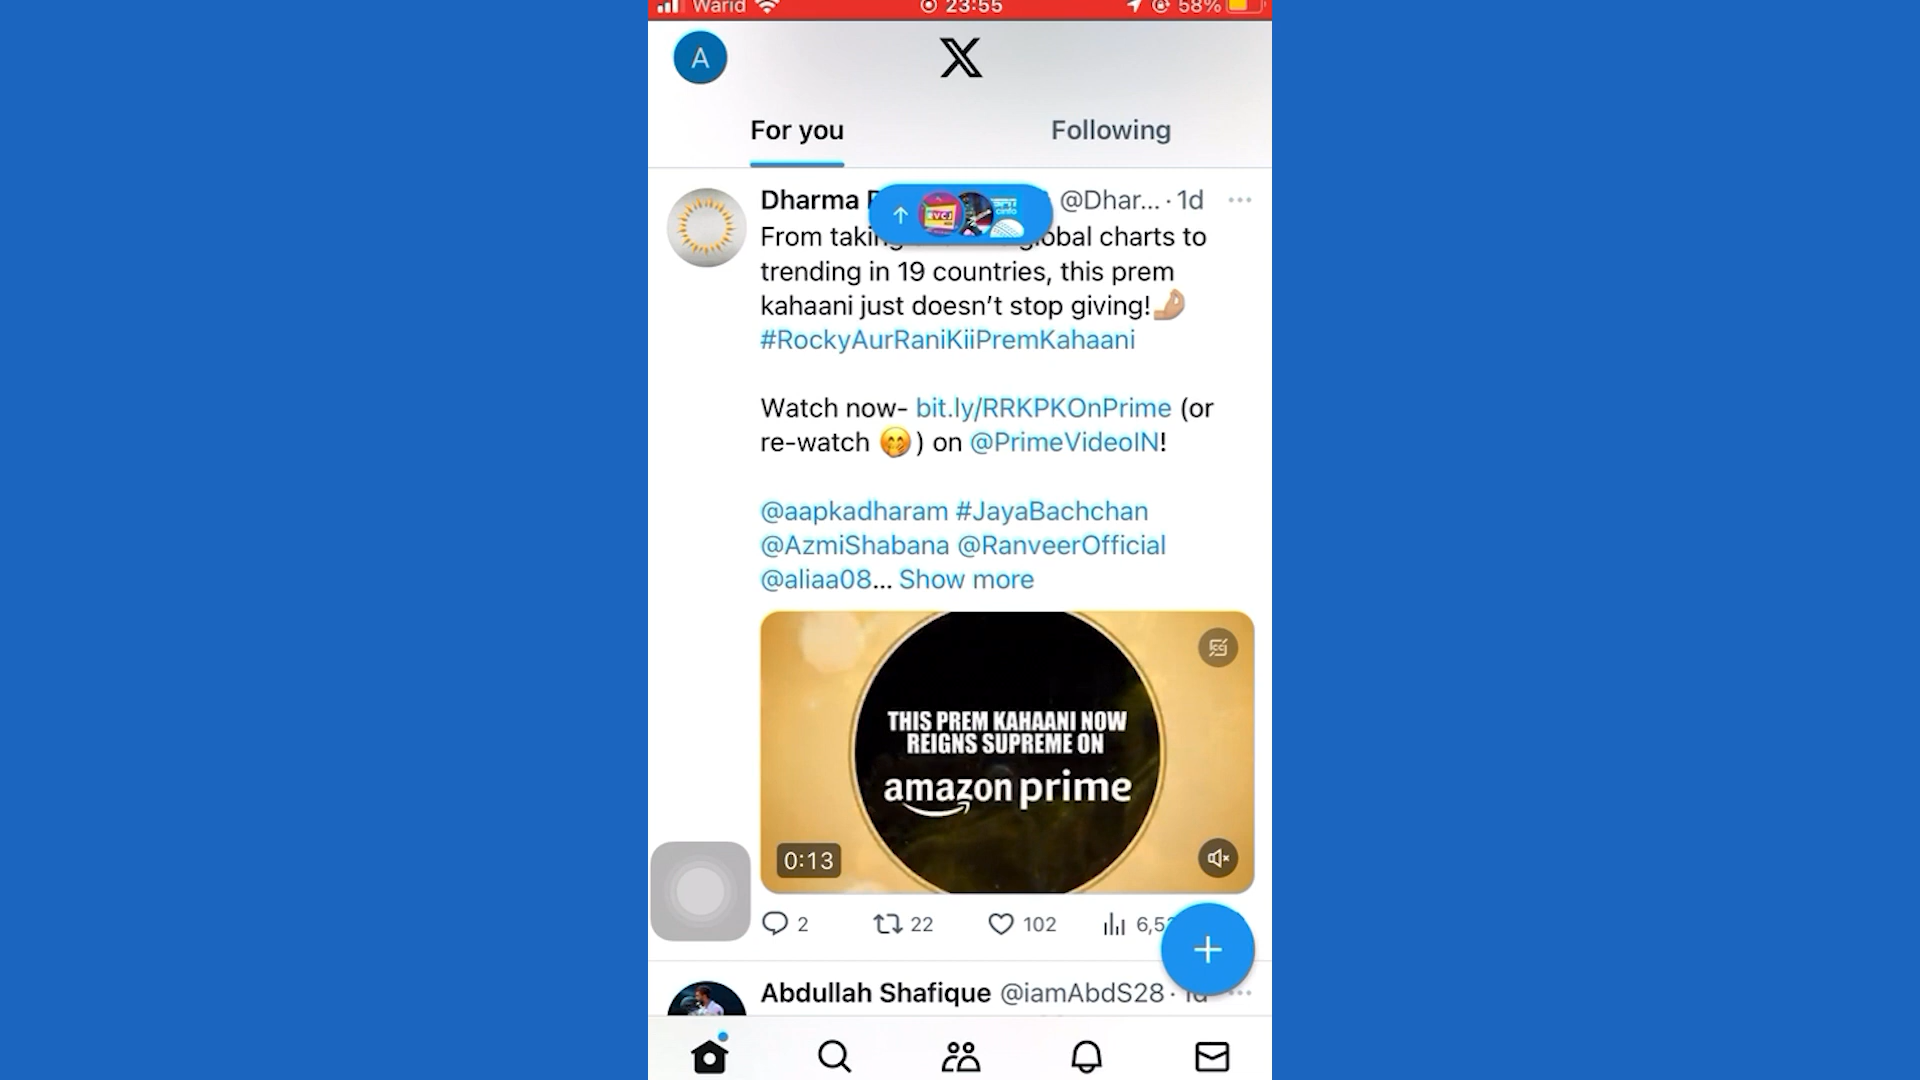 Warid 23:55 58%
A X
For you Following
Dharma @Dhar... · 1d
RVCJ cinfo
From taking global charts to
trending in 19 countries, this prem
kahaani just doesn’t stop giving!🤌🏼
#RockyAurRaniKiiPremKahaani
Watch now- bit.ly/RRKPKOnPrime (or
re-watch 🤭) on @PrimeVideoIN!
@aapkadharam #JayaBachchan
@AzmiShabana @RanveerOfficial
@aliaa08... Show more
THIS PREM KAHAANI NOW
REIGNS SUPREME ON
amazon prime
0:13
2 22 102
Abdullah Shafique @iamAbdS28 · 1d